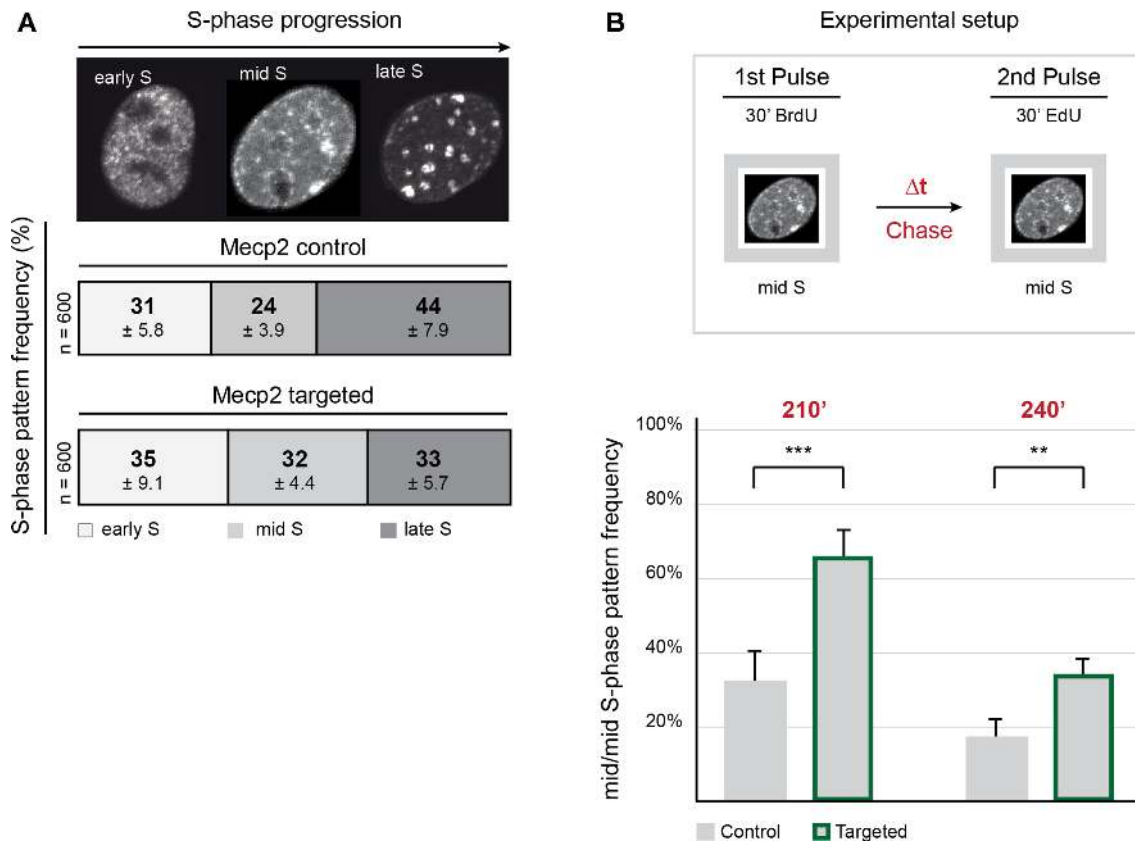 A
S-phase progression
early S
mid S
late S
S-phase pattern frequency (%)
Mecp2 control
n = 600
31
± 5.8
24
± 3.9
44
± 7.9
Mecp2 targeted
n = 600
35
± 9.1
32
± 4.4
33
± 5.7
early S
mid S
late S
B
Experimental setup
1st Pulse
30’ BrdU
mid S
Δt
Chase
2nd Pulse
30’ EdU
mid S
mid/mid S-phase pattern frequency
100%
80%
60%
40%
20%
210’
***
240’
**
Control
Targeted